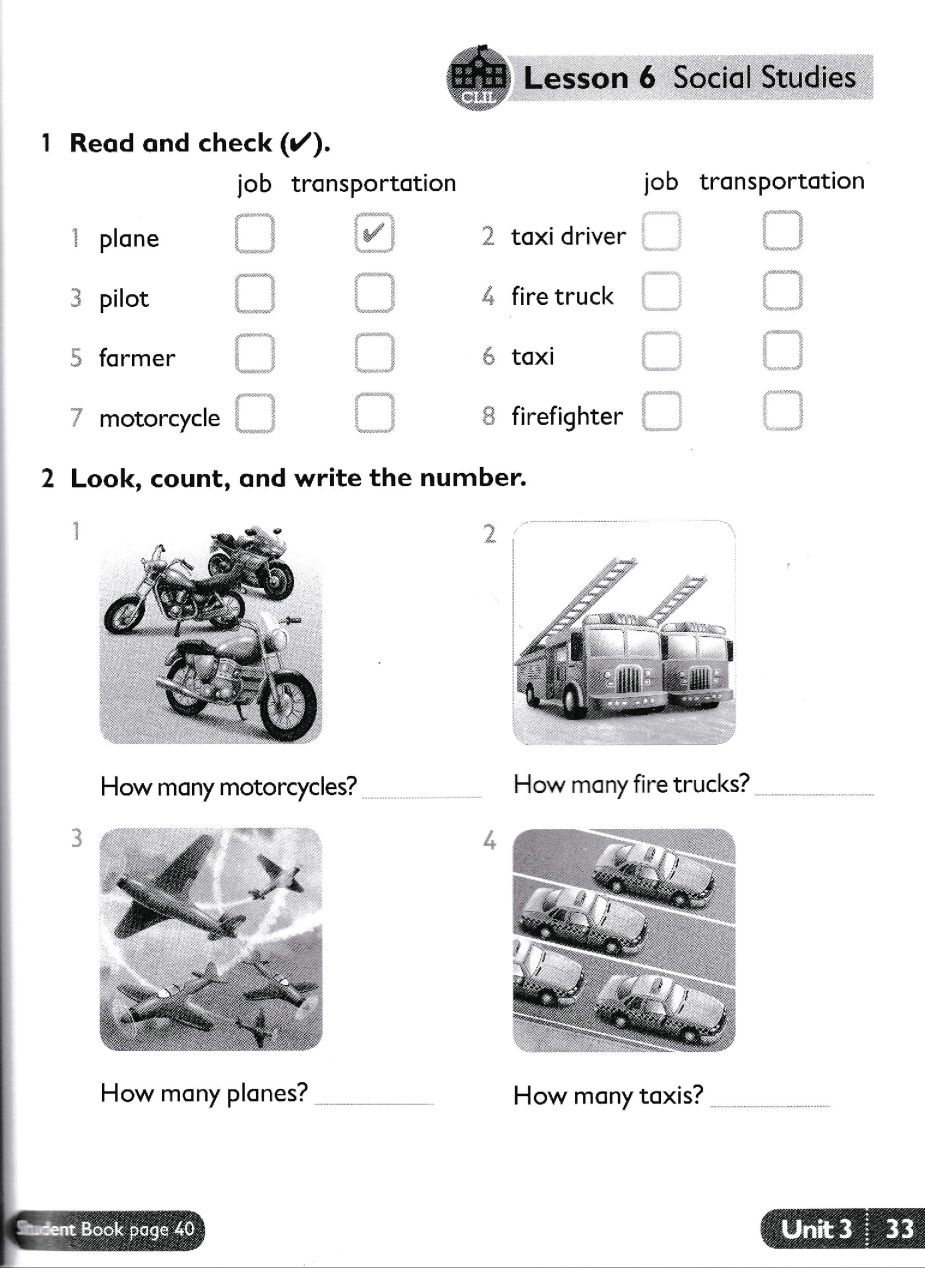 CLIL
Lesson 6 Social Studies
1 Read and check (✔).
job transportation job transportation
1 plane ✔ 2 taxi driver
3 pilot 4 fire truck
5 farmer 6 taxi
7 motorcycle 8 firefighter
2 Look, count, and write the number.
1 2
How many motorcycles? How many fire trucks?
3 4
How many planes? How many taxis?
Student Book page 40 Unit 3 33